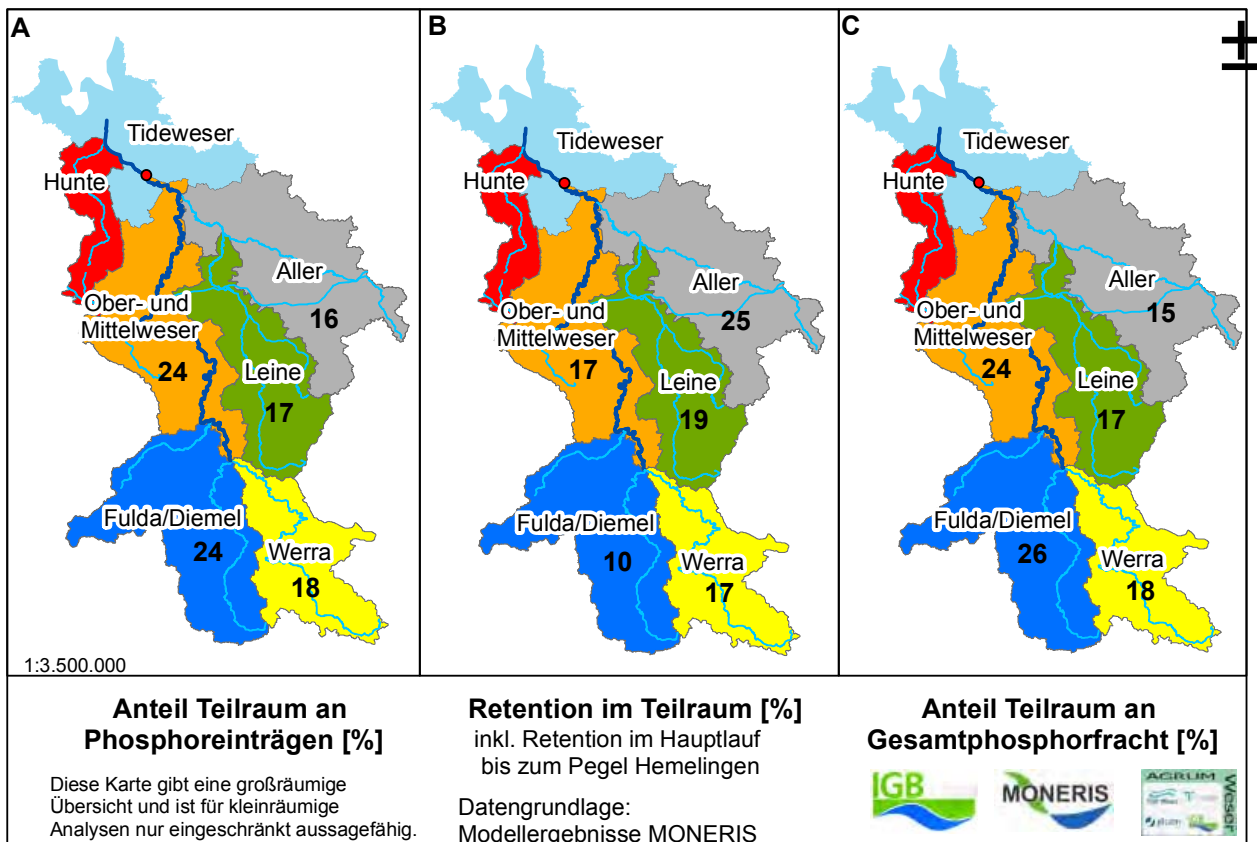 A
Tideweser
Hunte
Aller
16
Ober- und
Mittelweser
24
Leine
17
Fulda/Diemel
24
Werra
18
1:3.500.000
B
Tideweser
Hunte
Aller
25
Ober- und
Mittelweser
17
Leine
19
Fulda/Diemel
10
Werra
17
C
Tideweser
Hunte
Aller
15
Ober- und
Mittelweser
24
Leine
17
Fulda/Diemel
26
Werra
18
Anteil Teilraum an
Phosphoreinträgen [%]
Diese Karte gibt eine großräumige
Übersicht und ist für kleinräumige
Analysen nur eingeschränkt aussagefähig.
Retention im Teilraum [%]
inkl. Retention im Hauptlauf
bis zum Pegel Hemelingen
Datengrundlage:
Modellergebnisse MONERIS
Anteil Teilraum an
Gesamtphosphorfracht [%]
IGB
MONERIS
AGRUM
Weser